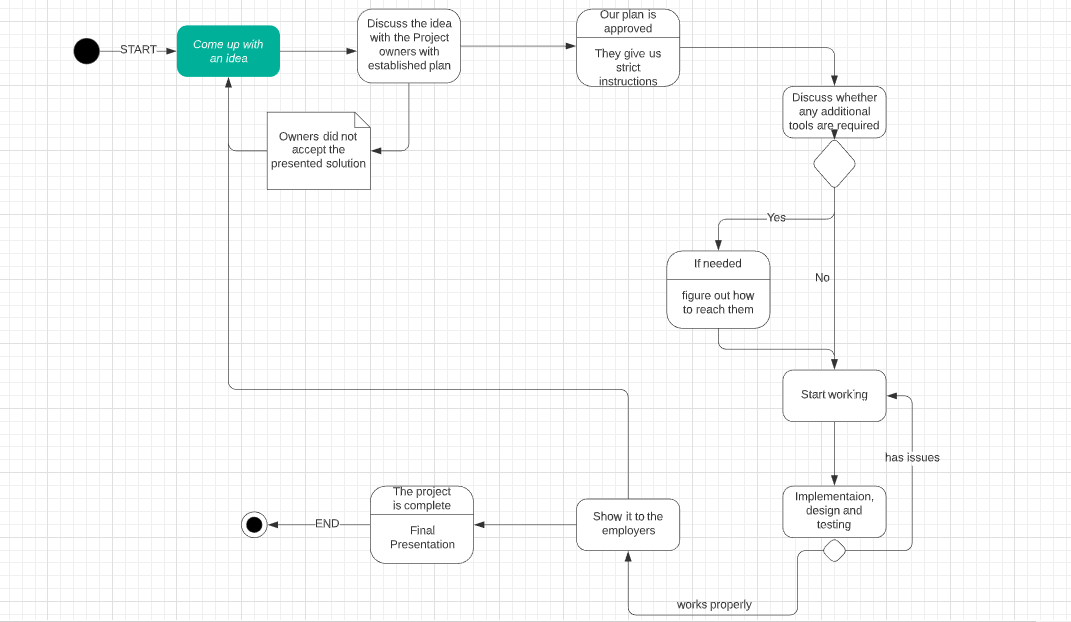 START
Come up with
an idea
Discuss the idea
with the Project
owners with
established plan
Our plan is
approved
They give us
strict
instructions
Discuss whether
any additional
tools are required
Owners did not
accept the
presented solution
Yes
If needed
figure out how
to reach them
No
Start working
has issues
Implementaion,
design and
testing
works properly
Show it to the
employers
The project
is complete
Final
Presentation
END